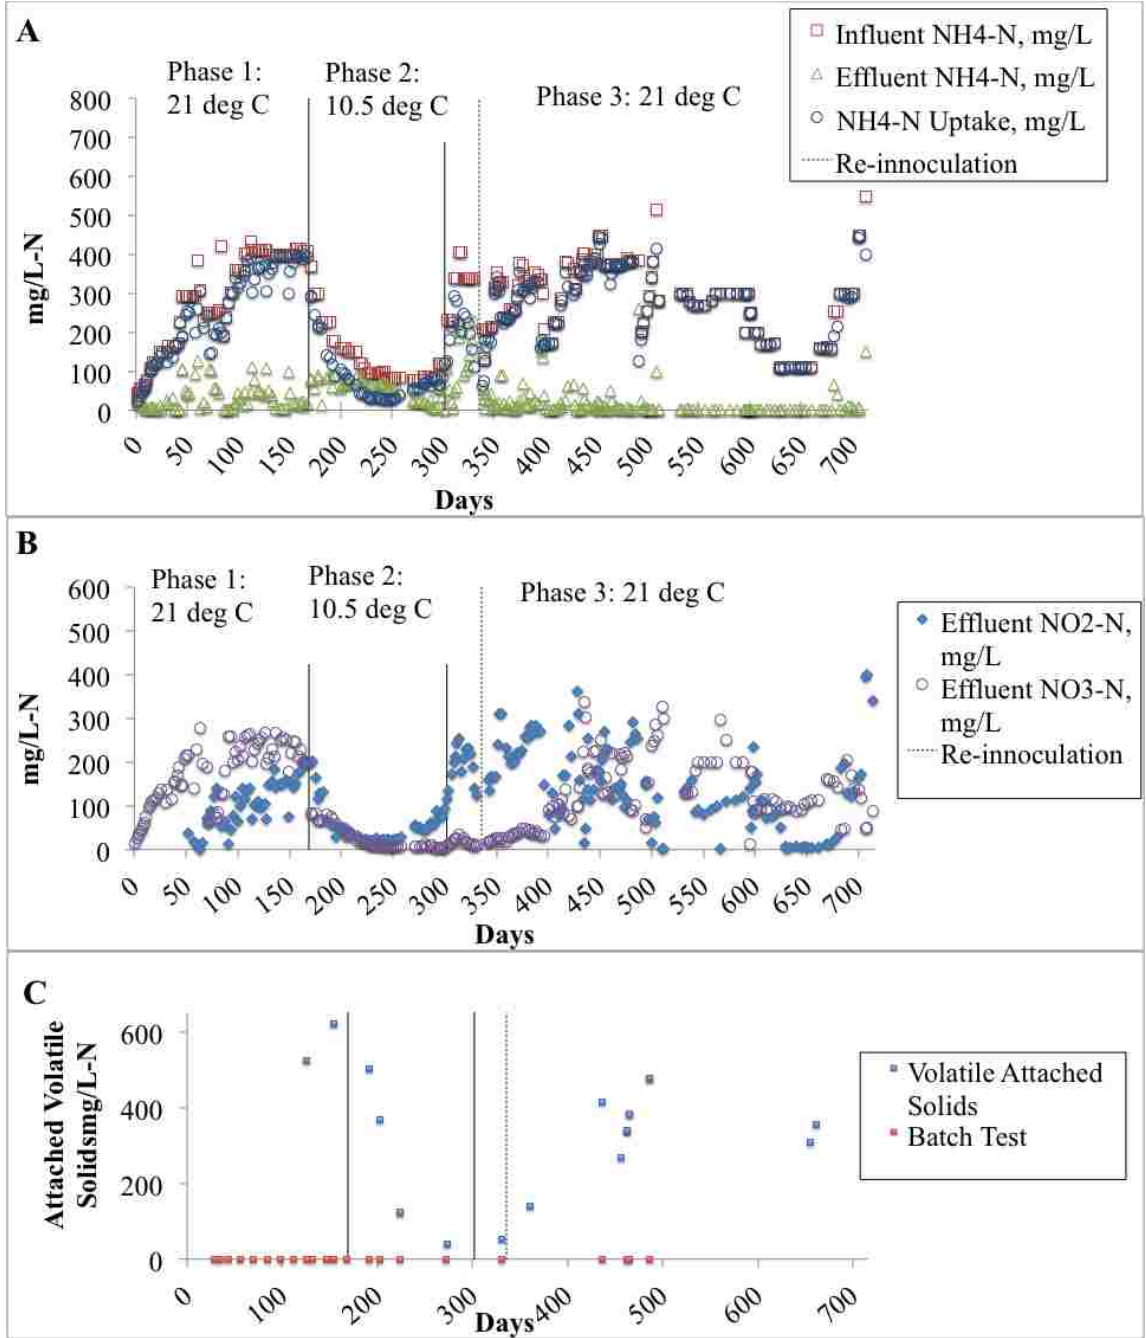 A
Influent NH4-N, mg/L
Effluent NH4-N, mg/L
NH4-N Uptake, mg/L
Re-innoculation
Phase 1:
21 deg C
Phase 2:
10.5 deg C
Phase 3: 21 deg C
800
700
600
500
400
300
200
100
0
mg/L-N
0 50 100 150 200 250 300 350 400 450 500 550 600 650 700
Days
B
Phase 1:
21 deg C
Phase 2:
10.5 deg C
Phase 3: 21 deg C
Effluent NO2-N,
mg/L
Effluent NO3-N,
mg/L
Re-innoculation
600
500
400
300
200
100
0
mg/L-N
0 50 100 150 200 250 300 350 400 450 500 550 600 650 700
Days
C
Attached Volatile
Solidsmg/L-N
600
400
200
0
0 100 200 300 400 500 600 700
Days
Volatile Attached
Solids
Batch Test